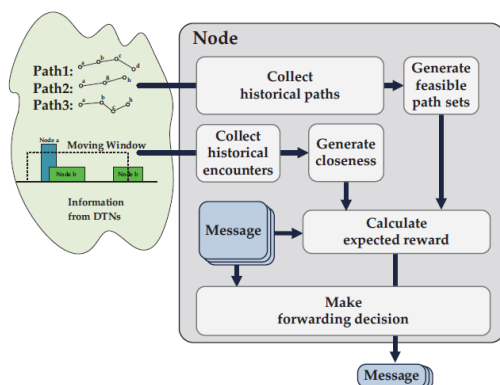 Node
Path1:
a
b
c
d
Path2:
a
g
h
Path3:
a
b
g
h
Collect
historical paths
Generate
feasible
path sets
Node a
Moving Window
Node b
Node b
Collect
historical
encounters
Generate
closeness
Information
from DTNs
Message
Calculate
expected reward
Make
forwarding decision
Message